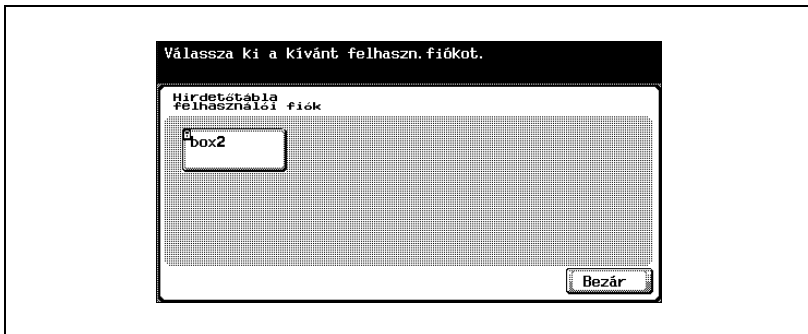 Válassza ki a kívánt felhaszn.fiókot.
Hirdetőtábla
felhasználói fiók
box2
Bezár